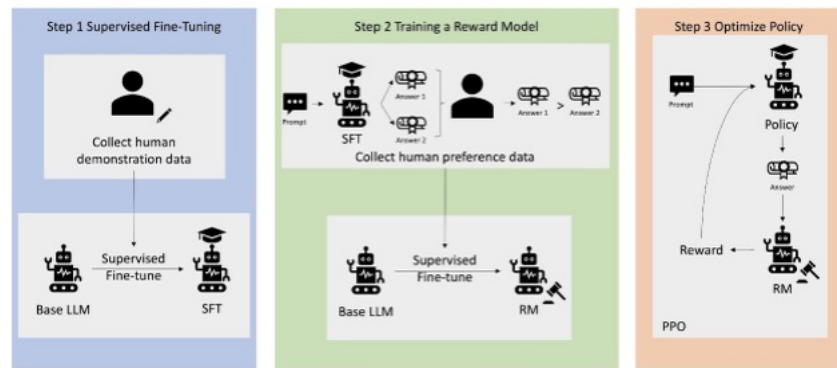 Step 1 Supervised Fine-Tuning
Collect human
demonstration data
Base LLM
Supervised
Fine-tune
SFT
Step 2 Training a Reward Model
Prompt
SFT
Answer 1
Answer 2
Answer 1 > Answer 2
Collect human preference data
Base LLM
Supervised
Fine-tune
RM
Step 3 Optimize Policy
Prompt
Policy
Answer
Reward
RM
PPO